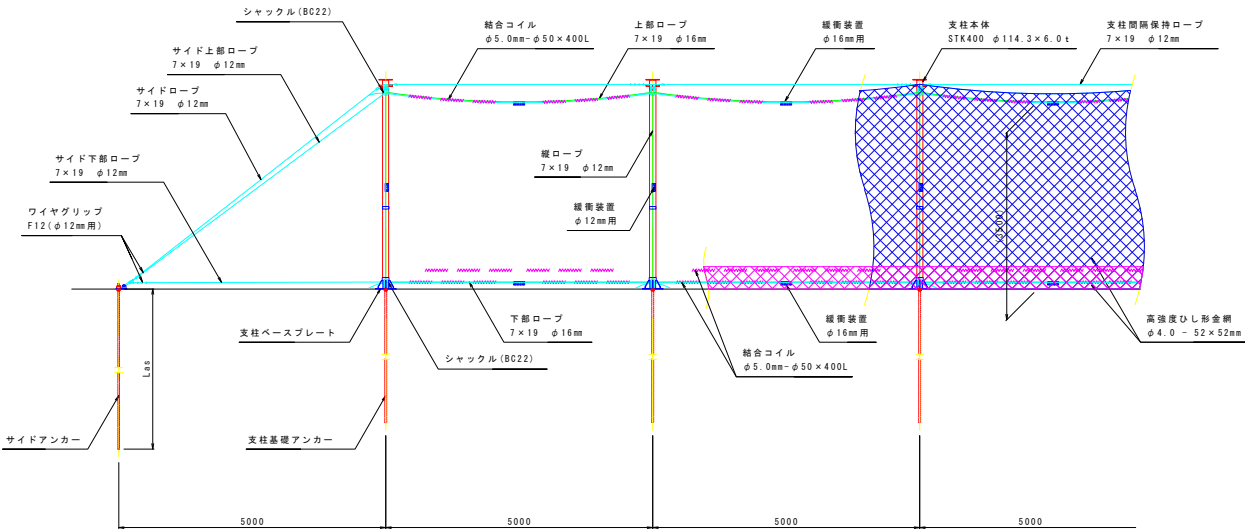 シャックル(BC22)
結合コイル
φ5.0mm-φ50×400L
上部ロープ
7×19 φ16mm
緩衝装置
φ16mm用
支柱本体
STK400 φ114.3×6.0t
支柱間隔保持ロープ
7×19 φ12mm
サイド上部ロープ
7×19 φ12mm
サイドロープ
7×19 φ12mm
サイド下部ロープ
7×19 φ12mm
縦ロープ
7×19 φ12mm
ワイヤグリップ
F12(φ12mm用)
緩衝装置
φ12mm用
(3500)
支柱ベースプレート
下部ロープ
7×19 φ16mm
シャックル(BC22)
緩衝装置
φ16mm用
高強度ひし形金網
φ4.0 - 52×52mm
結合コイル
φ5.0mm-φ50×400L
Las
サイドアンカー
支柱基礎アンカー
5000
5000
5000
5000